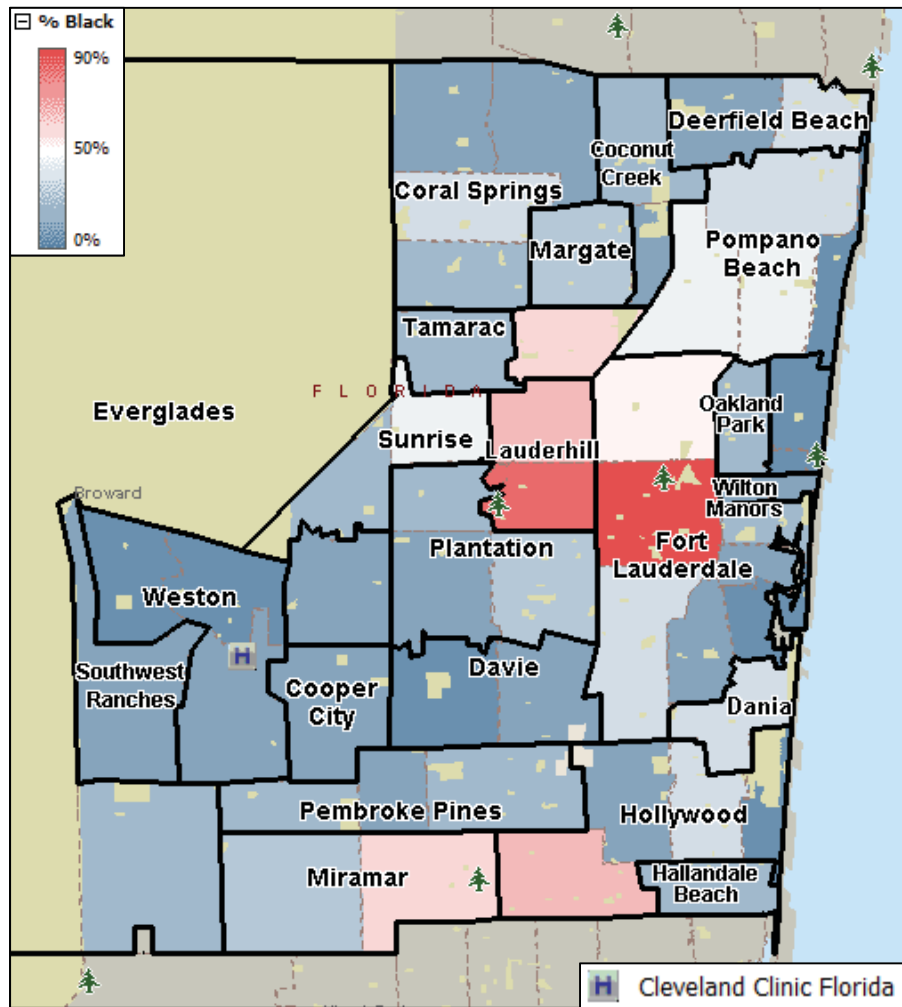 % Black
90%
50%
0%
Deerfield Beach
Coconut
Creek
Coral Springs
Margate
Pompano
Beach
Tamarac
FLORIDA
Everglades
Sunrise
Lauderhill
Oakland
Park
Broward
Wilton
Manors
Plantation
Fort
Lauderdale
Weston
H
Southwest
Ranches
Cooper
City
Davie
Dania
Pembroke Pines
Hollywood
Miramar
Hallandale
Beach
H Cleveland Clinic Florida